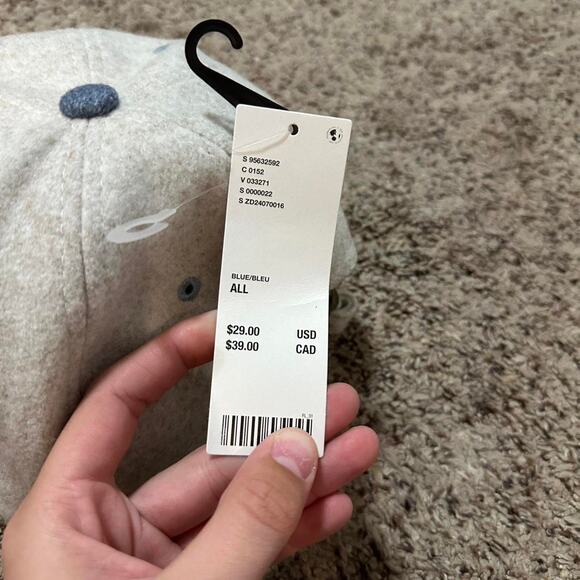 S 95632592
C 0152
V 033271
S 0000022
S ZD24070016
BLUE/BLEU
ALL
$29.00 USD
$39.00 CAD